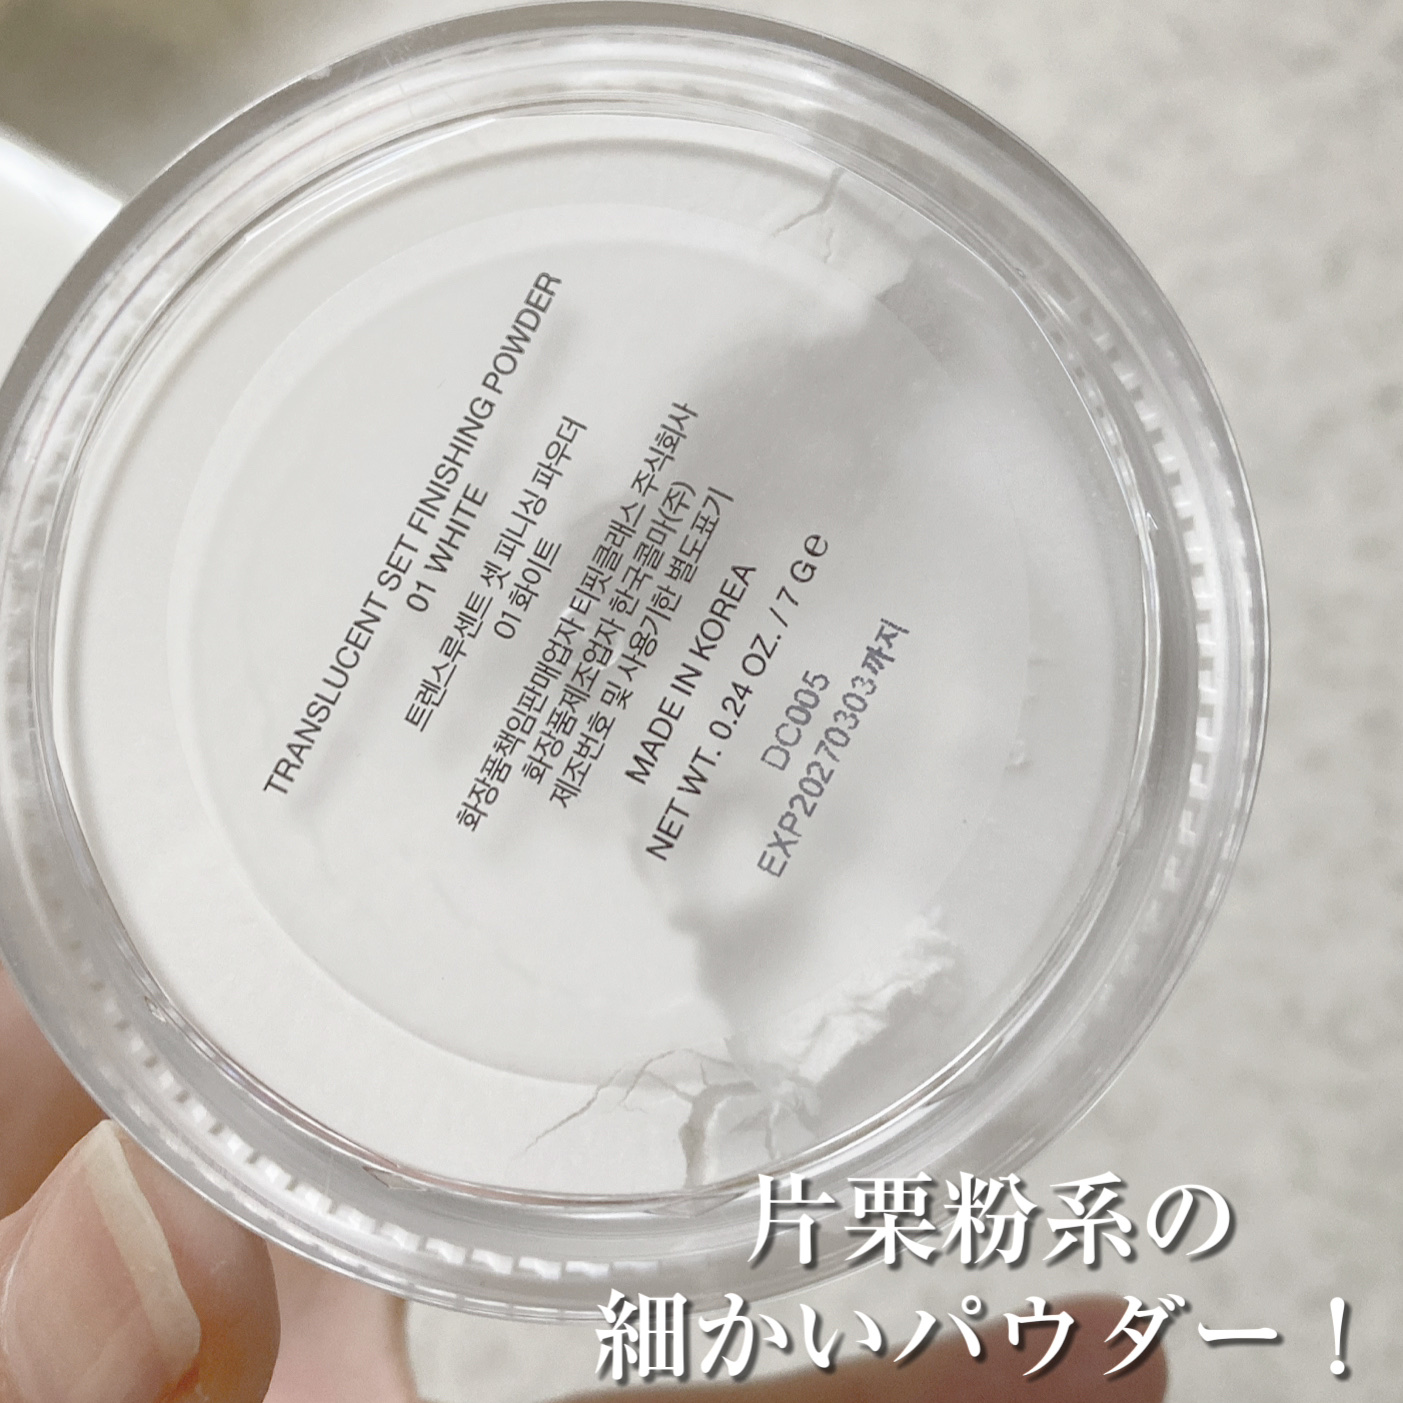 TRANSLUCENT SET FINISHING POWDER
01 WHITE
트렌스루센트 셋 피니싱 파우더
01 화이트
화장품책임판매업자 티핏클래스 주식회사
화장품제조업자 한국콜마(주)
제조번호 및 사용기한 별도표기
MADE IN KOREA
NET WT. 0.24 OZ. / 7 G ℮
DC005
EXP20270303까지
片栗粉系の
細かいパウダー！